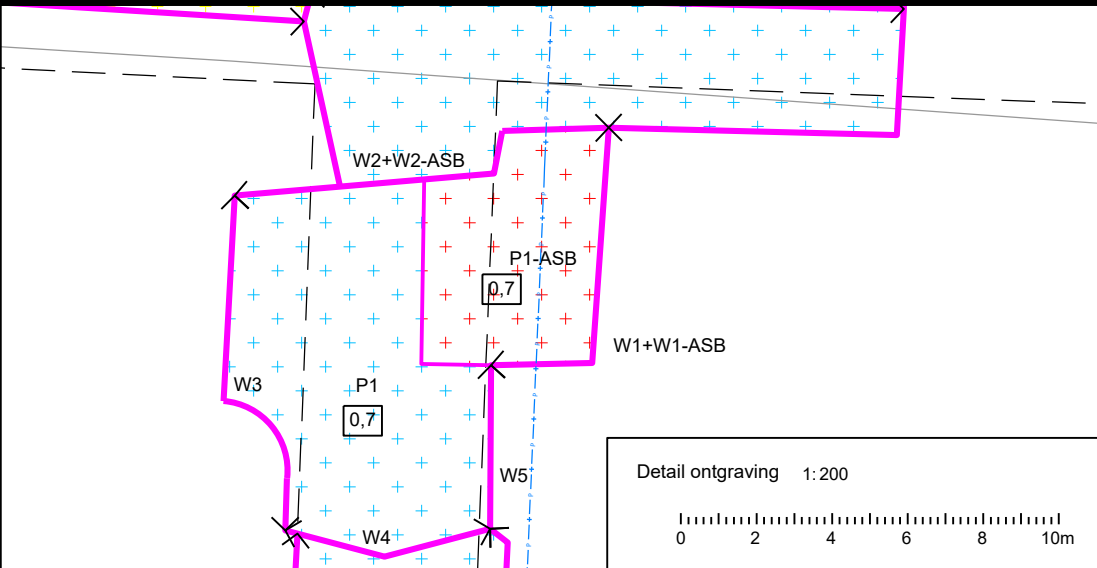 W2+W2-ASB
P1-ASB
0,7
W1+W1-ASB
W3
P1
0,7
W5
W4
Detail ontgraving 1:200
0 2 4 6 8 10m